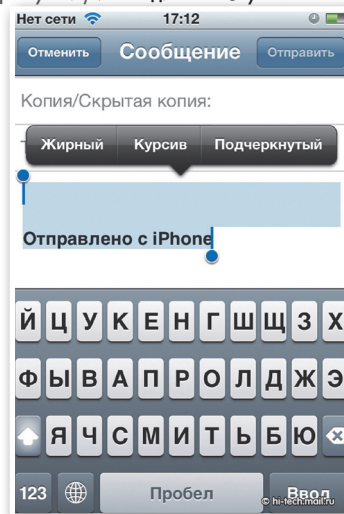 Нет сети 17:12
Отменить Сообщение Отправить
Копия/Скрытая копия:
Жирный Курсив Подчеркнутый
Отправлено с iPhone
Й Ц У К Е Н Г Ш Щ З Х
Ф Ы В А П Р О Л Д Ж Э
Я Ч С М И Т Ь Б Ю
123 Пробел Ввод
© hi-tech.mail.ru